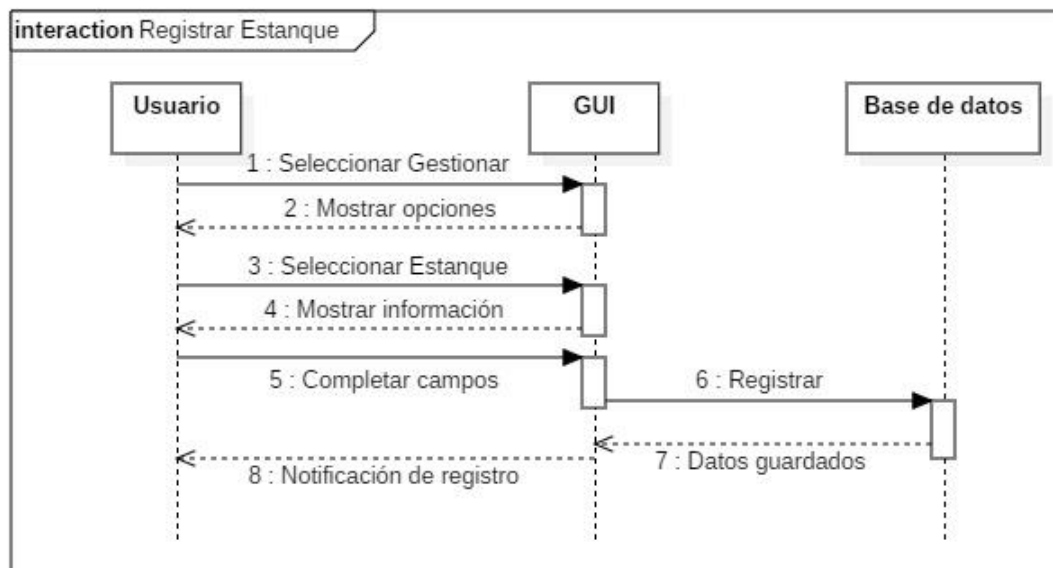 interaction Registrar Estanque
Usuario
GUI
Base de datos
1 : Seleccionar Gestionar
2 : Mostrar opciones
3 : Seleccionar Estanque
4 : Mostrar información
5 : Completar campos
6 : Registrar
7 : Datos guardados
8 : Notificación de registro